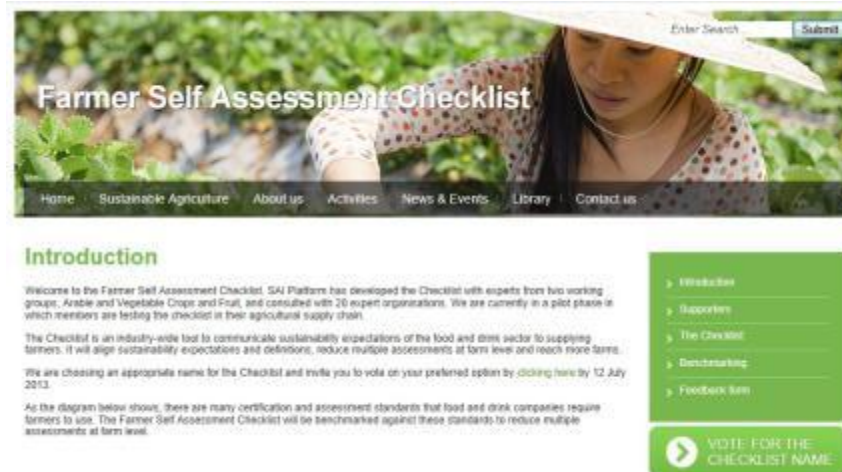 Enter Search Submit
Farmer Self Assessment Checklist
Home Sustainable Agriculture About us Activities News & Events Library Contact us
Introduction
Welcome to the Farmer Self Assessment Checklist. SAI Platform has developed the Checklist with experts from two working
groups, Arable and Vegetable Crops and Fruit, and consulted with 20 expert organisations. We are currently in a pilot phase in
which members are testing the checklist in their agricultural supply chain.
The Checklist is an industry-wide tool to communicate sustainability expectations of the food and drink sector to supplying
farmers. It will align sustainability expectations and definitions, reduce multiple assessments at farm level and reach more farms.
We are choosing an appropriate name for the Checklist and invite you to vote on your preferred option by clicking here by 12 July
2013.
As the diagram below shows, there are many certification and assessment standards that food and drink companies require
farmers to use. The Farmer Self Assessment Checklist will be benchmarked against these standards to reduce multiple
assessments at farm level.
Introduction
Supporters
The Checklist
Benchmarking
Feedback form
VOTE FOR THE
CHECKLIST NAME